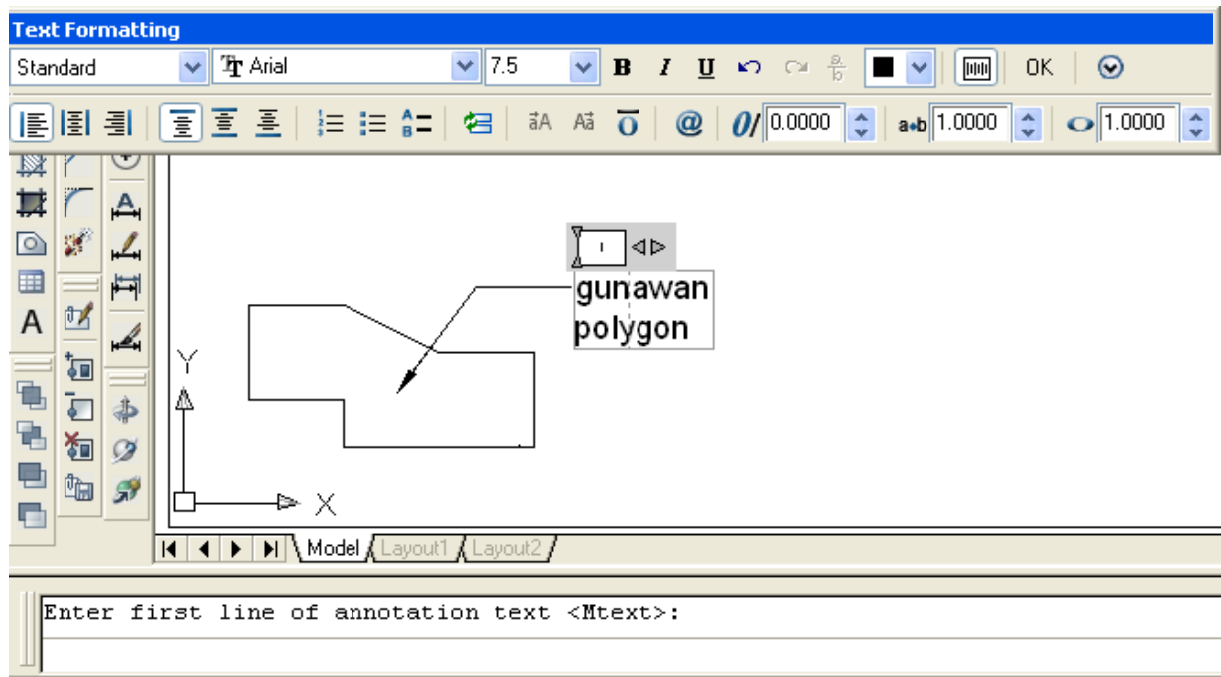 Text Formatting
Standard Arial 7.5 B I U a/b OK
1.0000 a•b 1.0000 0.0000
A
gunawan
polygon
Y
X
Model Layout1 Layout2
Enter first line of annotation text <Mtext>: